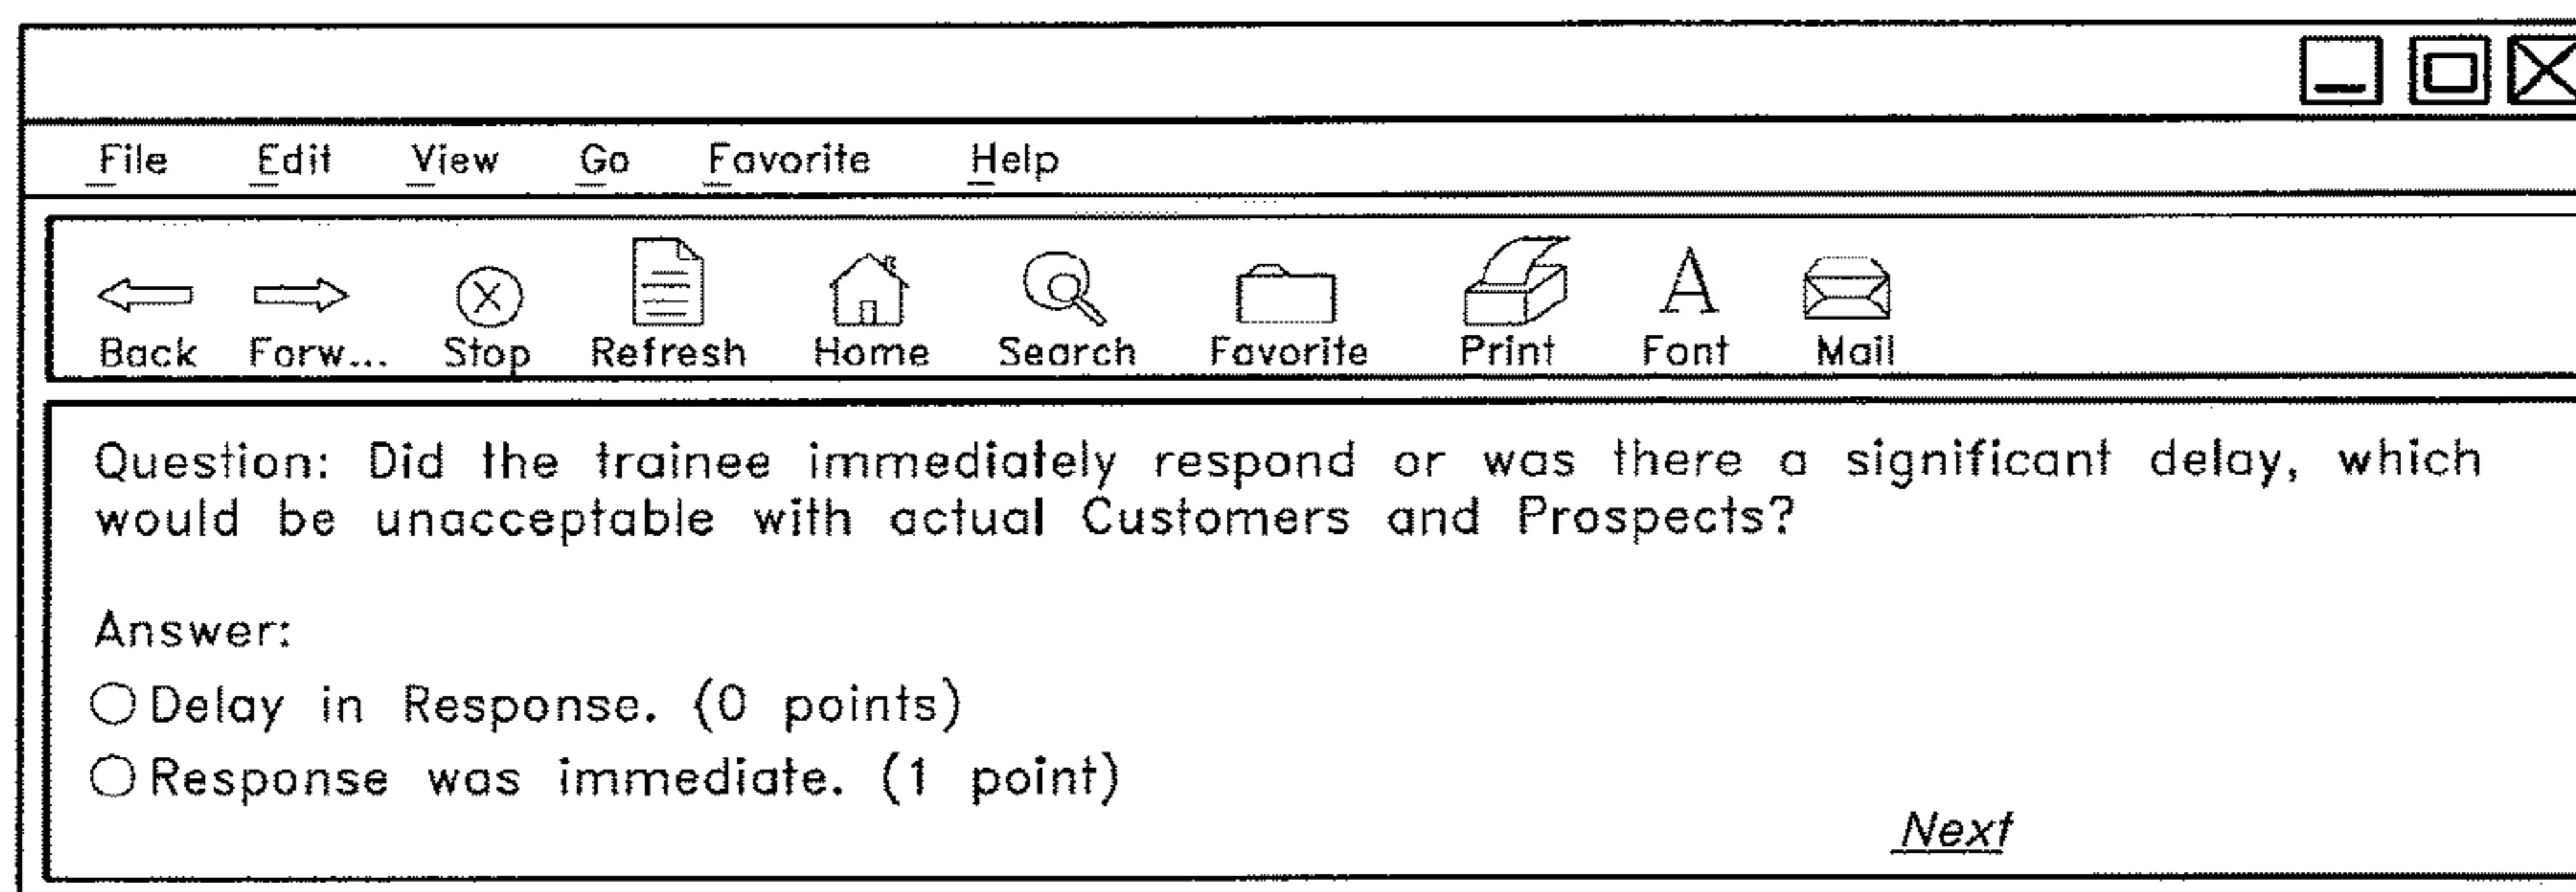 File Edit View Go Favorite Help
Back Forw... Stop Refresh Home Search Favorite Print Font Mail
Question: Did the trainee immediately respond or was there a significant delay, which
would be unacceptable with actual Customers and Prospects?
Answer:
Delay in Response. (0 points)
Response was immediate. (1 point)
Next